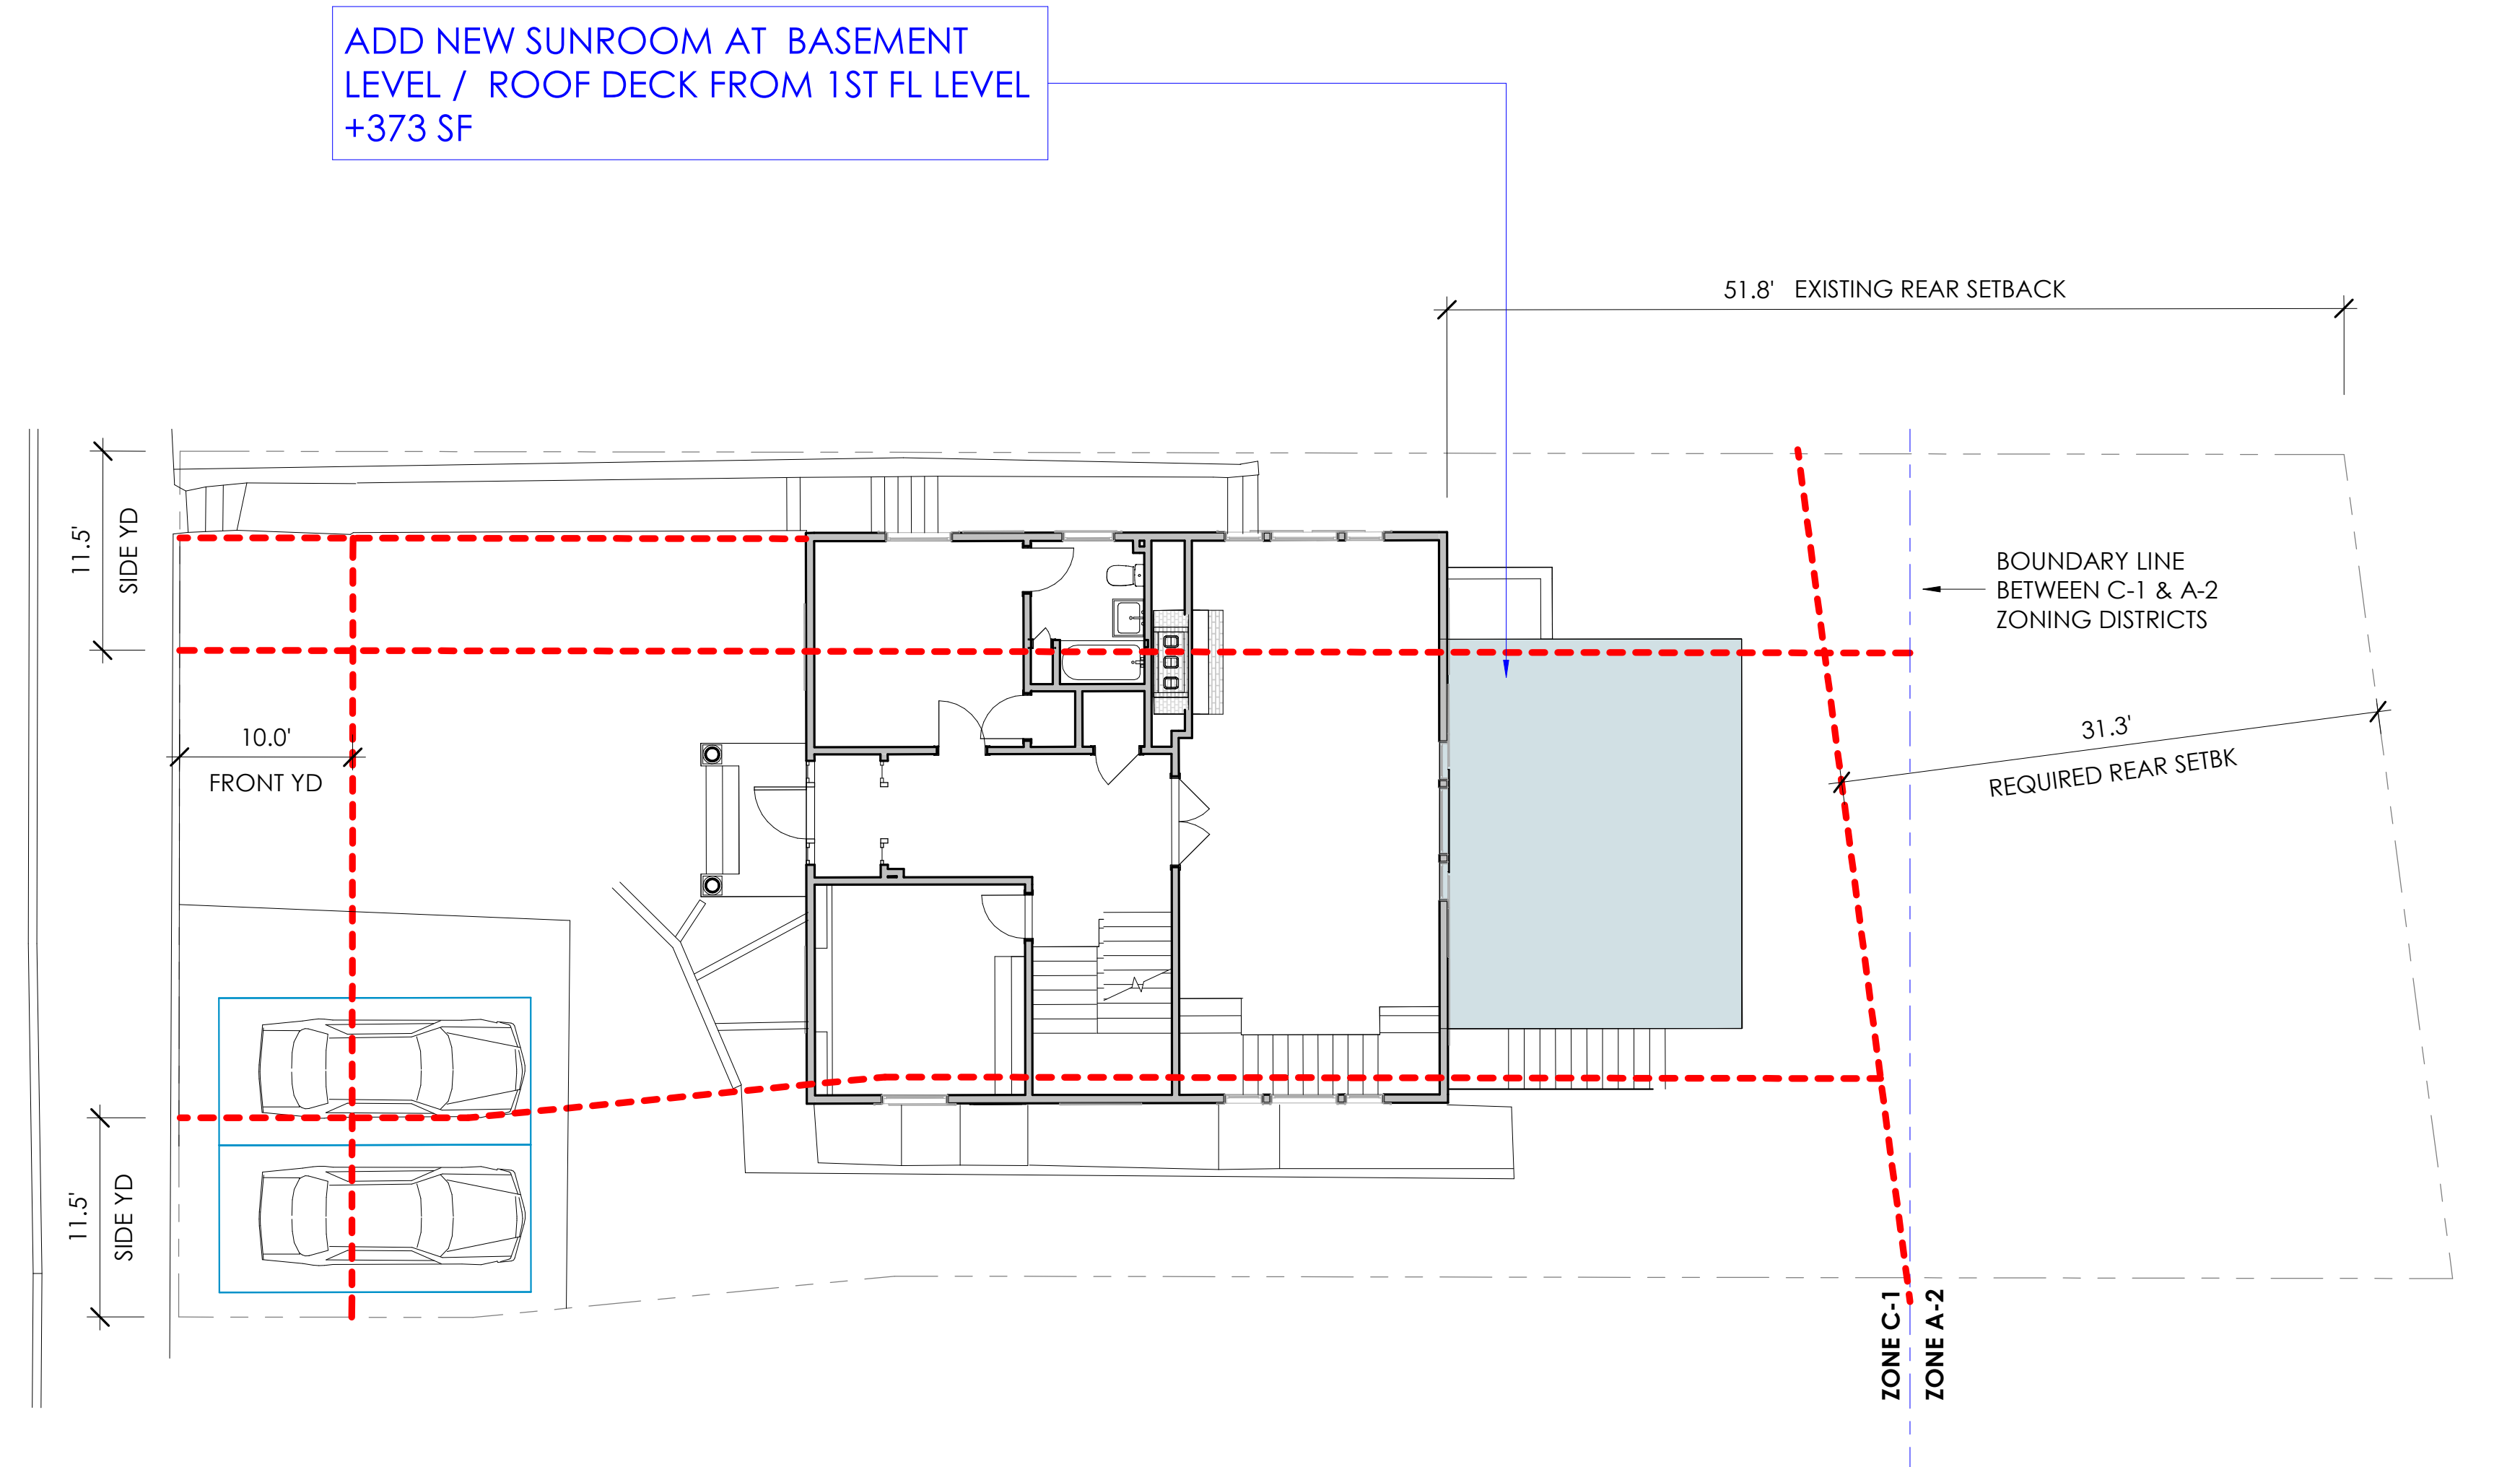 ADD NEW SUNROOM AT BASEMENT
LEVEL / ROOF DECK FROM 1ST FL LEVEL
+373 SF
51.8' EXISTING REAR SETBACK
11.5'
SIDE YD
BOUNDARY LINE
BETWEEN C-1 & A-2
ZONING DISTRICTS
10.0'
FRONT YD
31.3'
REQUIRED REAR SETBK
11.5'
SIDE YD
ZONE C-1
ZONE A-2